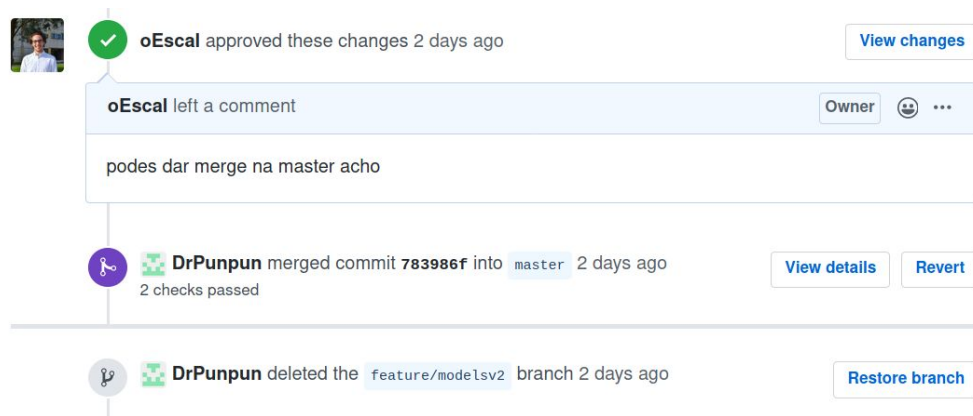 oEscal approved these changes 2 days ago
View changes
oEscal left a comment
Owner
podes dar merge na master acho
DrPunpun merged commit 783986f into master 2 days ago
View details
Revert
2 checks passed
DrPunpun deleted the feature/modelsv2 branch 2 days ago
Restore branch